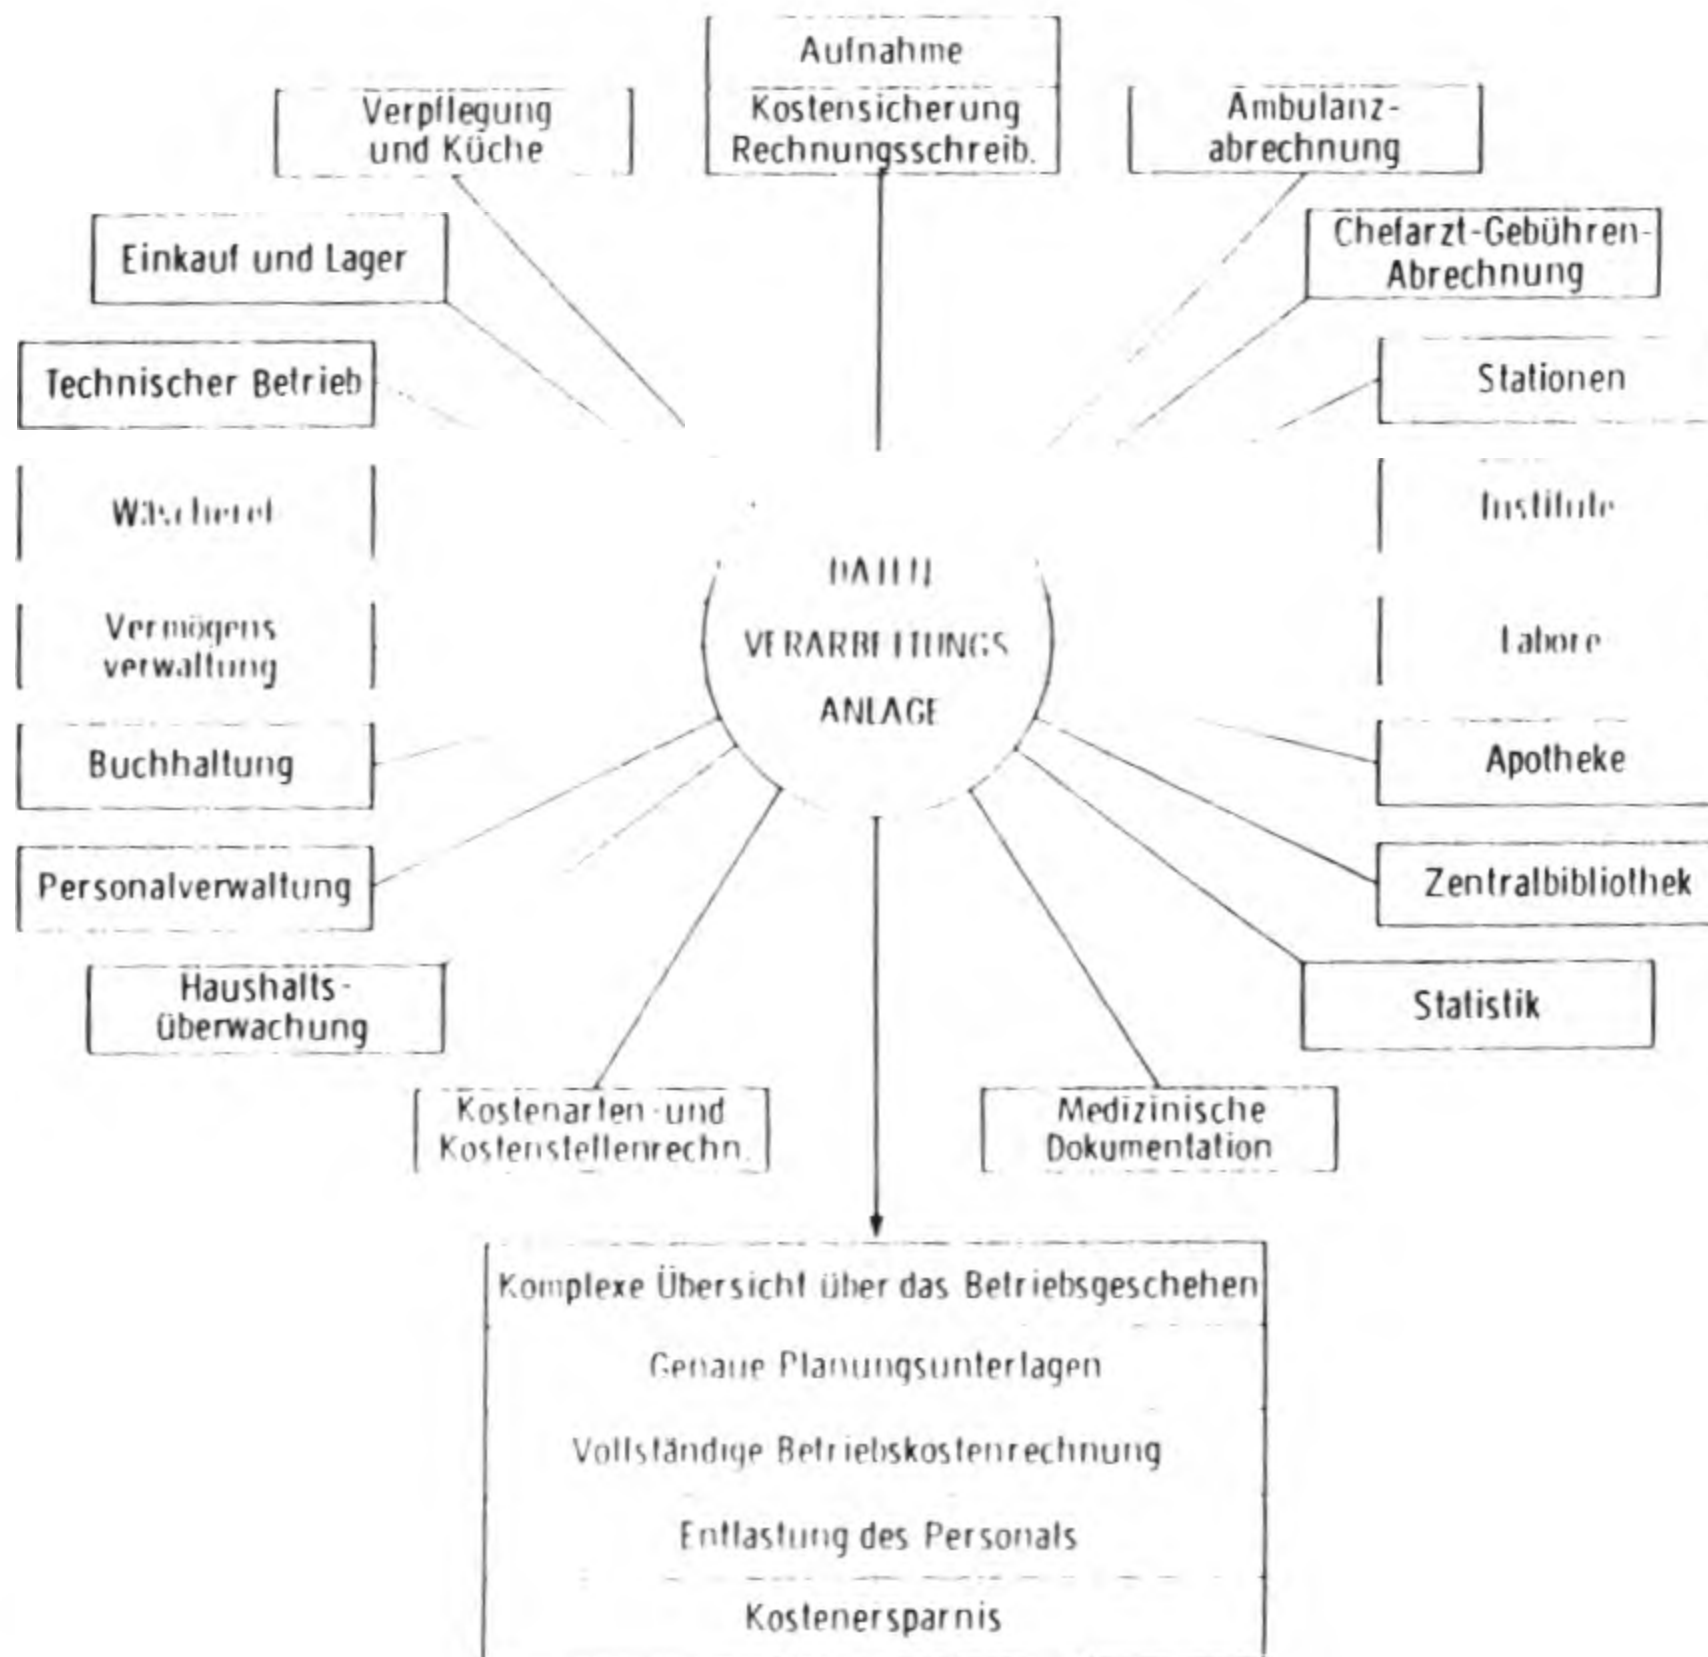 Aufnahme
Kostensicherung
Rechnungsschreib.
Verpflegung
und Küche
Ambulanz-
abrechnung
Einkauf und Lager
Chefarzt-Gebühren-
Abrechnung
Technischer Betrieb
Stationen
Wäscherei
Institute
DATEN
VERARBEITUNGS
ANLAGE
Vermögens
verwaltung
Labore
Buchhaltung
Apotheke
Personalverwaltung
Zentralbibliothek
Haushalts-
überwachung
Statistik
Kostenarten-und
Kostenstellenrechn.
Medizinische
Dokumentation
Komplexe Übersicht über das Betriebsgeschehen
Genaue Planungsunterlagen
Vollständige Betriebskostenrechnung
Entlastung des Personals
Kostenersparnis